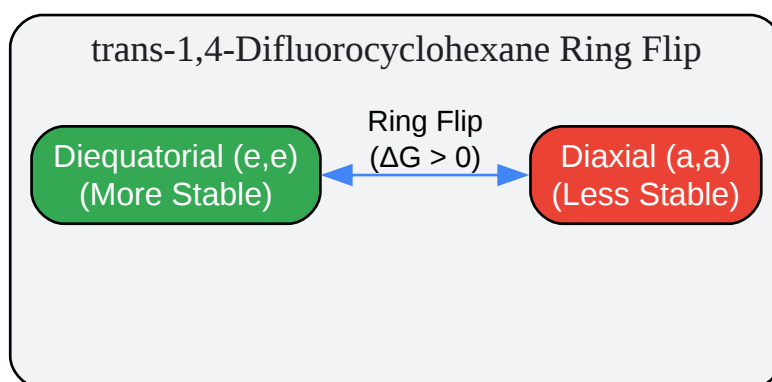 trans-1,4-Difluorocyclohexane Ring Flip
Ring Flip
(ΔG > 0)
Diequatorial (e,e)
(More Stable)
Diaxial (a,a)
(Less Stable)